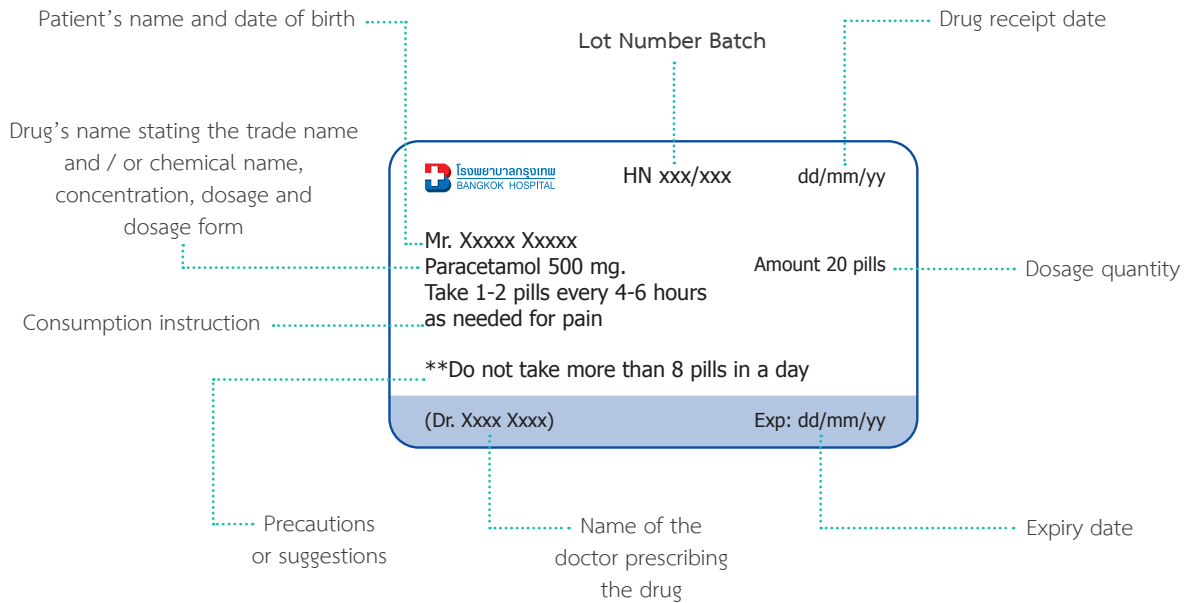 Patient's name and date of birth
Drug receipt date
Lot Number Batch
Drug's name stating the trade name
and / or chemical name,
concentration, dosage and
dosage form
โรงพยาบาลกรุงเทพ
BANGKOK HOSPITAL
HN xxx/xxx
dd/mm/yy
Mr. Xxxxx Xxxxx
Paracetamol 500 mg.
Amount 20 pills
Dosage quantity
Take 1-2 pills every 4-6 hours
as needed for pain
Consumption instruction
**Do not take more than 8 pills in a day
(Dr. Xxxx Xxxx)
Exp: dd/mm/yy
Precautions
or suggestions
Name of the
doctor prescribing
the drug
Expiry date